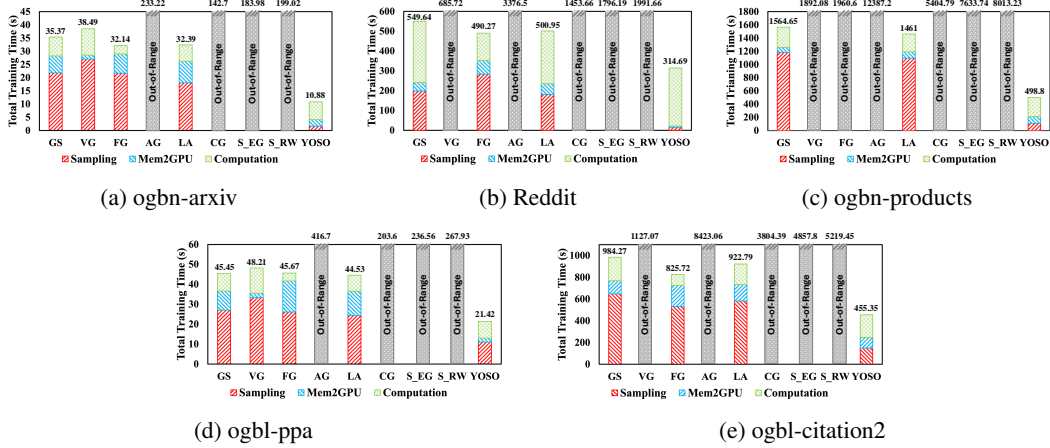 233.22 142.7 183.98 199.02
Total Training Time (s)
45
40
35
30
25
20
15
10
5
0
35.37
38.49
32.14
Out-of-Range
32.39
Out-of-Range
Out-of-Range
Out-of-Range
10.88
GS VG FG AG LA CG S_EG S_RW YOSO
Sampling Mem2GPU Computation
(a) ogbn-arxiv
685.72 3376.5 1453.66 1796.19 1991.66
Total Training Time (s)
600
500
400
300
200
100
0
549.64
Out-of-Range
490.27
Out-of-Range
500.95
Out-of-Range
Out-of-Range
Out-of-Range
314.69
GS VG FG AG LA CG S_EG S_RW YOSO
Sampling Mem2GPU Computation
(b) Reddit
1892.08 1960.6 12387.2 5404.79 7633.74 8013.23
Total Training Time (s)
1800
1600
1400
1200
1000
800
600
400
200
0
1564.65
Out-of-Range
Out-of-Range
Out-of-Range
1461
Out-of-Range
Out-of-Range
Out-of-Range
498.8
GS VG FG AG LA CG S_EG S_RW YOSO
Sampling Mem2GPU Computation
(c) ogbn-products
416.7 203.6 236.56 267.93
Total Training Time (s)
60
50
40
30
20
10
0
45.45
48.21
45.67
Out-of-Range
44.53
Out-of-Range
Out-of-Range
Out-of-Range
21.42
GS VG FG AG LA CG S_EG S_RW YOSO
Sampling Mem2GPU Computation
(d) ogbl-ppa
1127.07 8423.06 3804.39 4857.8 5219.45
Total Training Time (s)
1000
800
600
400
200
0
984.27
Out-of-Range
825.72
Out-of-Range
922.79
Out-of-Range
Out-of-Range
Out-of-Range
455.35
GS VG FG AG LA CG S_EG S_RW YOSO
Sampling Mem2GPU Computation
(e) ogbl-citation2